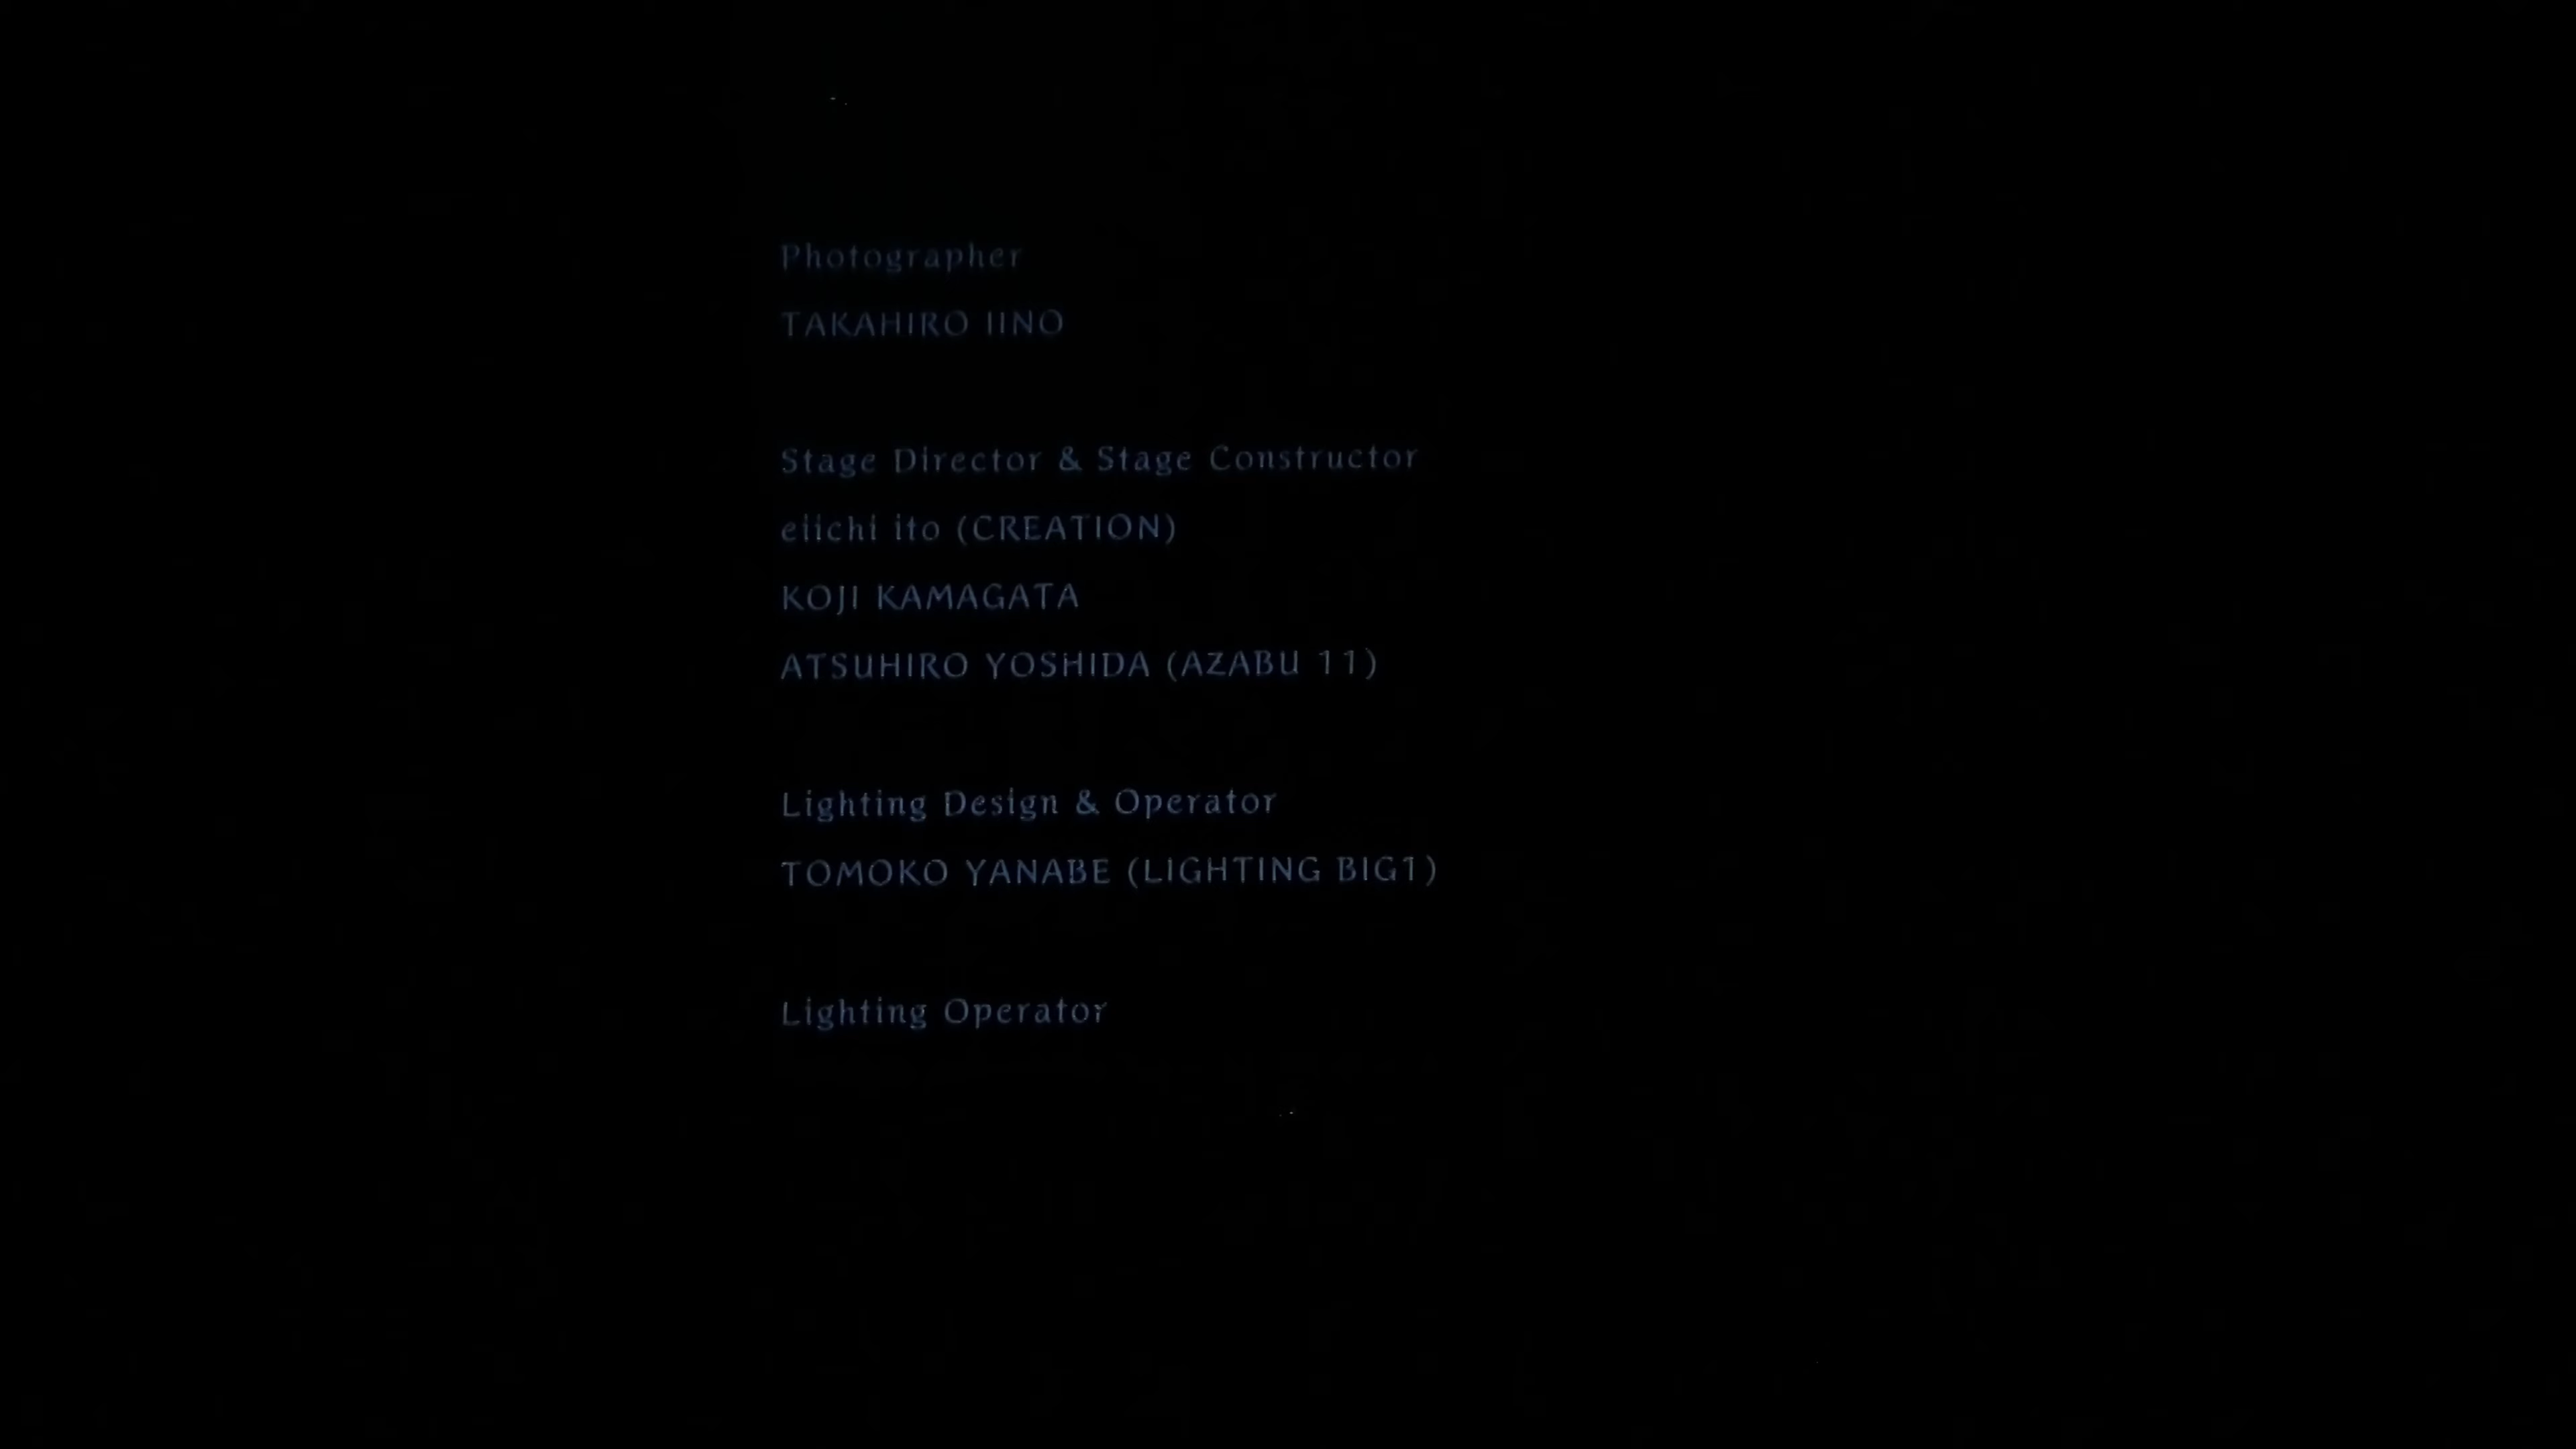 Photographer
TAKAHIRO IINO
Stage Director & Stage Constructor
eiichi ito (CREATION)
KOJI KAMAGATA
ATSUHIRO YOSHIDA (AZABU 11)
Lighting Design & Operator
TOMOKO YANABE (LIGHTING BIG1)
Lighting Operator